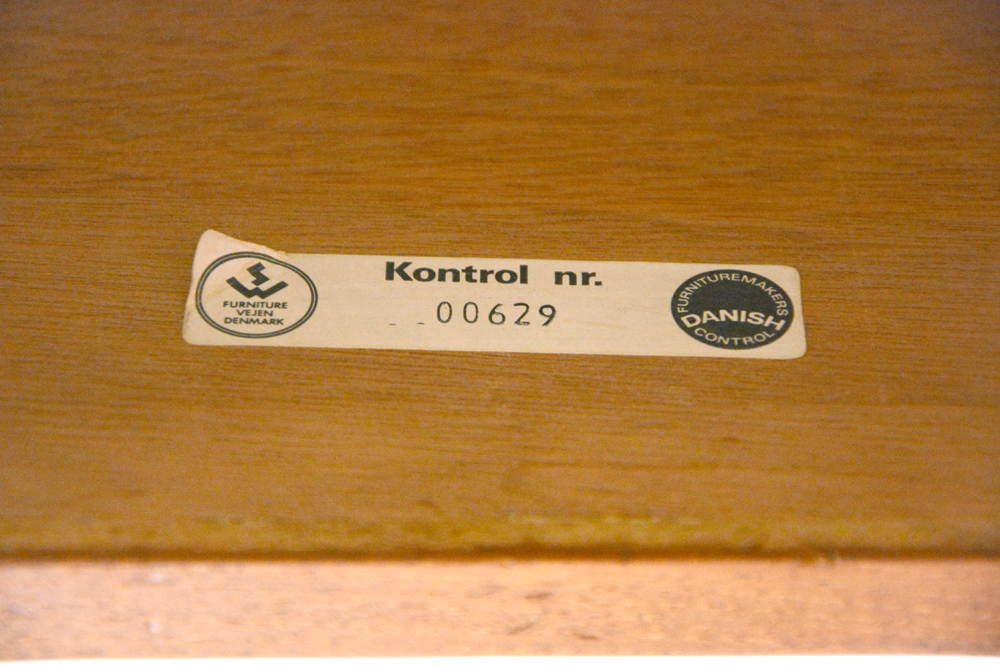 FURNITURE
VEJEN
DENMARK
Kontrol nr.
00629
FURNITUREMAKERS
DANISH
CONTROL